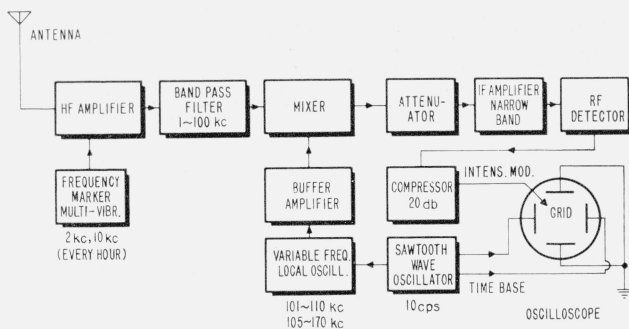 ANTENNA
HF AMPLIFIER
BAND PASS
FILTER
1~100 kc
MIXER
ATTENU-
ATOR
IF AMPLIFIER
NARROW
BAND
RF
DETECTOR
FREQUENCY
MARKER
MULTI-VIBR.
2 kc, 10 kc
(EVERY HOUR)
BUFFER
AMPLIFIER
COMPRESSOR
20 db
INTENS. MOD.
GRID
VARIABLE FREQ.
LOCAL OSCILL.
101~110 kc
105~170 kc
SAWTOOTH
WAVE
OSCILLATOR
10cps
TIME BASE
OSCILLOSCOPE